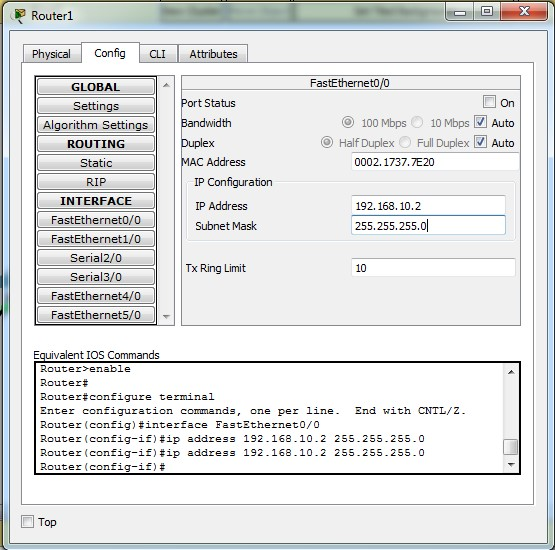 Router1
Physical Config CLI Attributes
GLOBAL
Settings
Algorithm Settings
ROUTING
Static
RIP
INTERFACE
FastEthernet0/0
FastEthernet1/0
Serial2/0
Serial3/0
FastEthernet4/0
FastEthernet5/0
FastEthernet0/0
Port Status On
Bandwidth 100 Mbps 10 Mbps Auto
Duplex Half Duplex Full Duplex Auto
MAC Address 0002.1737.7E20
IP Configuration
IP Address 192.168.10.2
Subnet Mask 255.255.255.0
Tx Ring Limit 10
Equivalent IOS Commands
Router>enable
Router#
Router#configure terminal
Enter configuration commands, one per line. End with CNTL/Z.
Router(config)#interface FastEthernet0/0
Router(config-if)#ip address 192.168.10.2 255.255.255.0
Router(config-if)#ip address 192.168.10.2 255.255.255.0
Router(config-if)#
Top